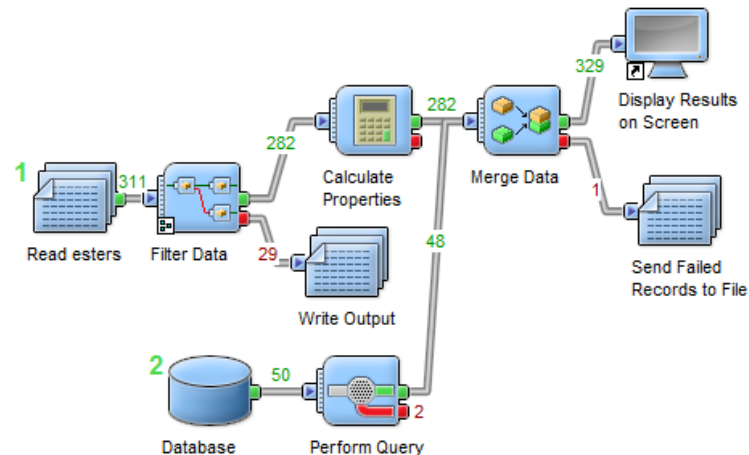 329
Display Results
on Screen
282
282
Calculate
Properties
Merge Data
1
311
Read esters
Filter Data
29
Write Output
48
1
Send Failed
Records to File
2
50
2
Database
Perform Query